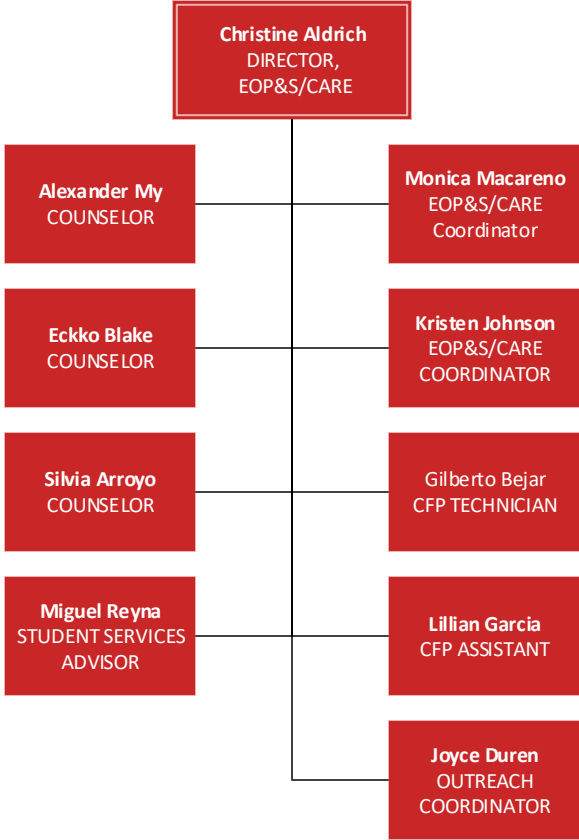 Christine Aldrich
DIRECTOR,
EOP&S/CARE
Alexander My
COUNSELOR
Monica Macareno
EOP&S/CARE
Coordinator
Eckko Blake
COUNSELOR
Kristen Johnson
EOP&S/CARE
COORDINATOR
Silvia Arroyo
COUNSELOR
Gilberto Bejar
CFP TECHNICIAN
Miguel Reyna
STUDENT SERVICES
ADVISOR
Lillian Garcia
CFP ASSISTANT
Joyce Duren
OUTREACH
COORDINATOR